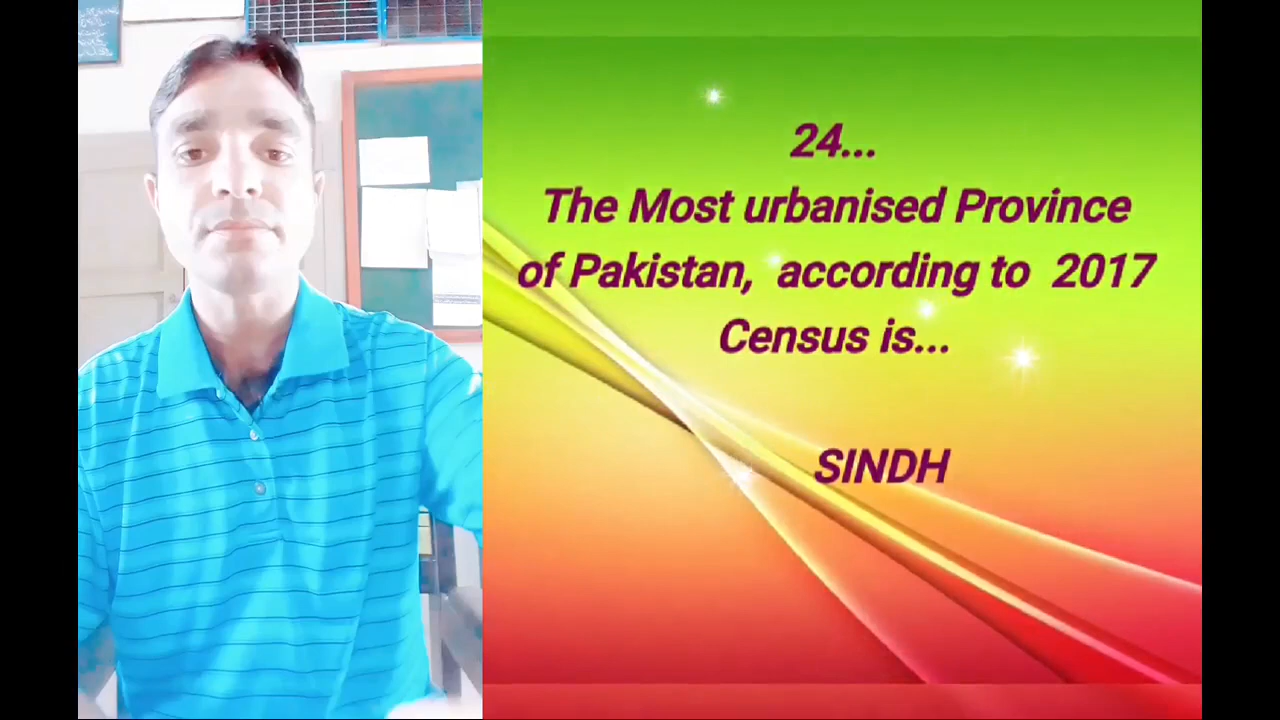 24...
The Most urbanised Province
of Pakistan, according to 2017
Census is...
SINDH